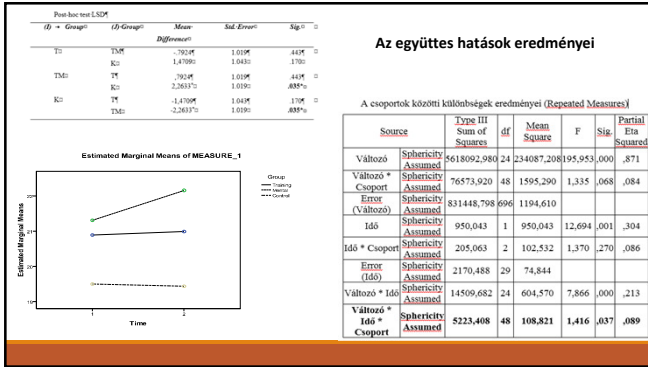 Post-hoc test LSD¶
(I) → Group¤ (J)·Group¤ Mean· Difference¤ Std.·Error¤ Sig.¤
T¤ TM¶ -.7924¶ 1.019¶ .443¶
K¤ 1,4709¤ 1.043¤ .170¤
TM¤ T¶ ,7924¶ 1.019¶ .443¶
K¤ 2,2633*¤ 1.019¤ .035*¤
K¤ T¶ -1,4709¶ 1.043¶ .170¶
TM¤ -2,2633*¤ 1.019¤ .035*¤
Estimated Marginal Means of MEASURE_1
Group
Training
Mental
Control
Estimated Marginal Means
22
21
20
19
1 2
Time
Az együttes hatások eredményei
A csoportok közötti különbségek eredményei (Repeated Measures)
Source Type III Sum of Squares df Mean Square F Sig. Partial Eta Squared
Változó Sphericity Assumed 5618092,980 24 234087,208 195,953 ,000 ,871
Változó * Csoport Sphericity Assumed 76573,920 48 1595,290 1,335 ,068 ,084
Error (Változó) Sphericity Assumed 831448,798 696 1194,610
Idő Sphericity Assumed 950,043 1 950,043 12,694 ,001 ,304
Idő * Csoport Sphericity Assumed 205,063 2 102,532 1,370 ,270 ,086
Error (Idő) Sphericity Assumed 2170,488 29 74,844
Változó * Idő Sphericity Assumed 14509,682 24 604,570 7,866 ,000 ,213
Változó * Idő * Csoport Sphericity Assumed 5223,408 48 108,821 1,416 ,037 ,089